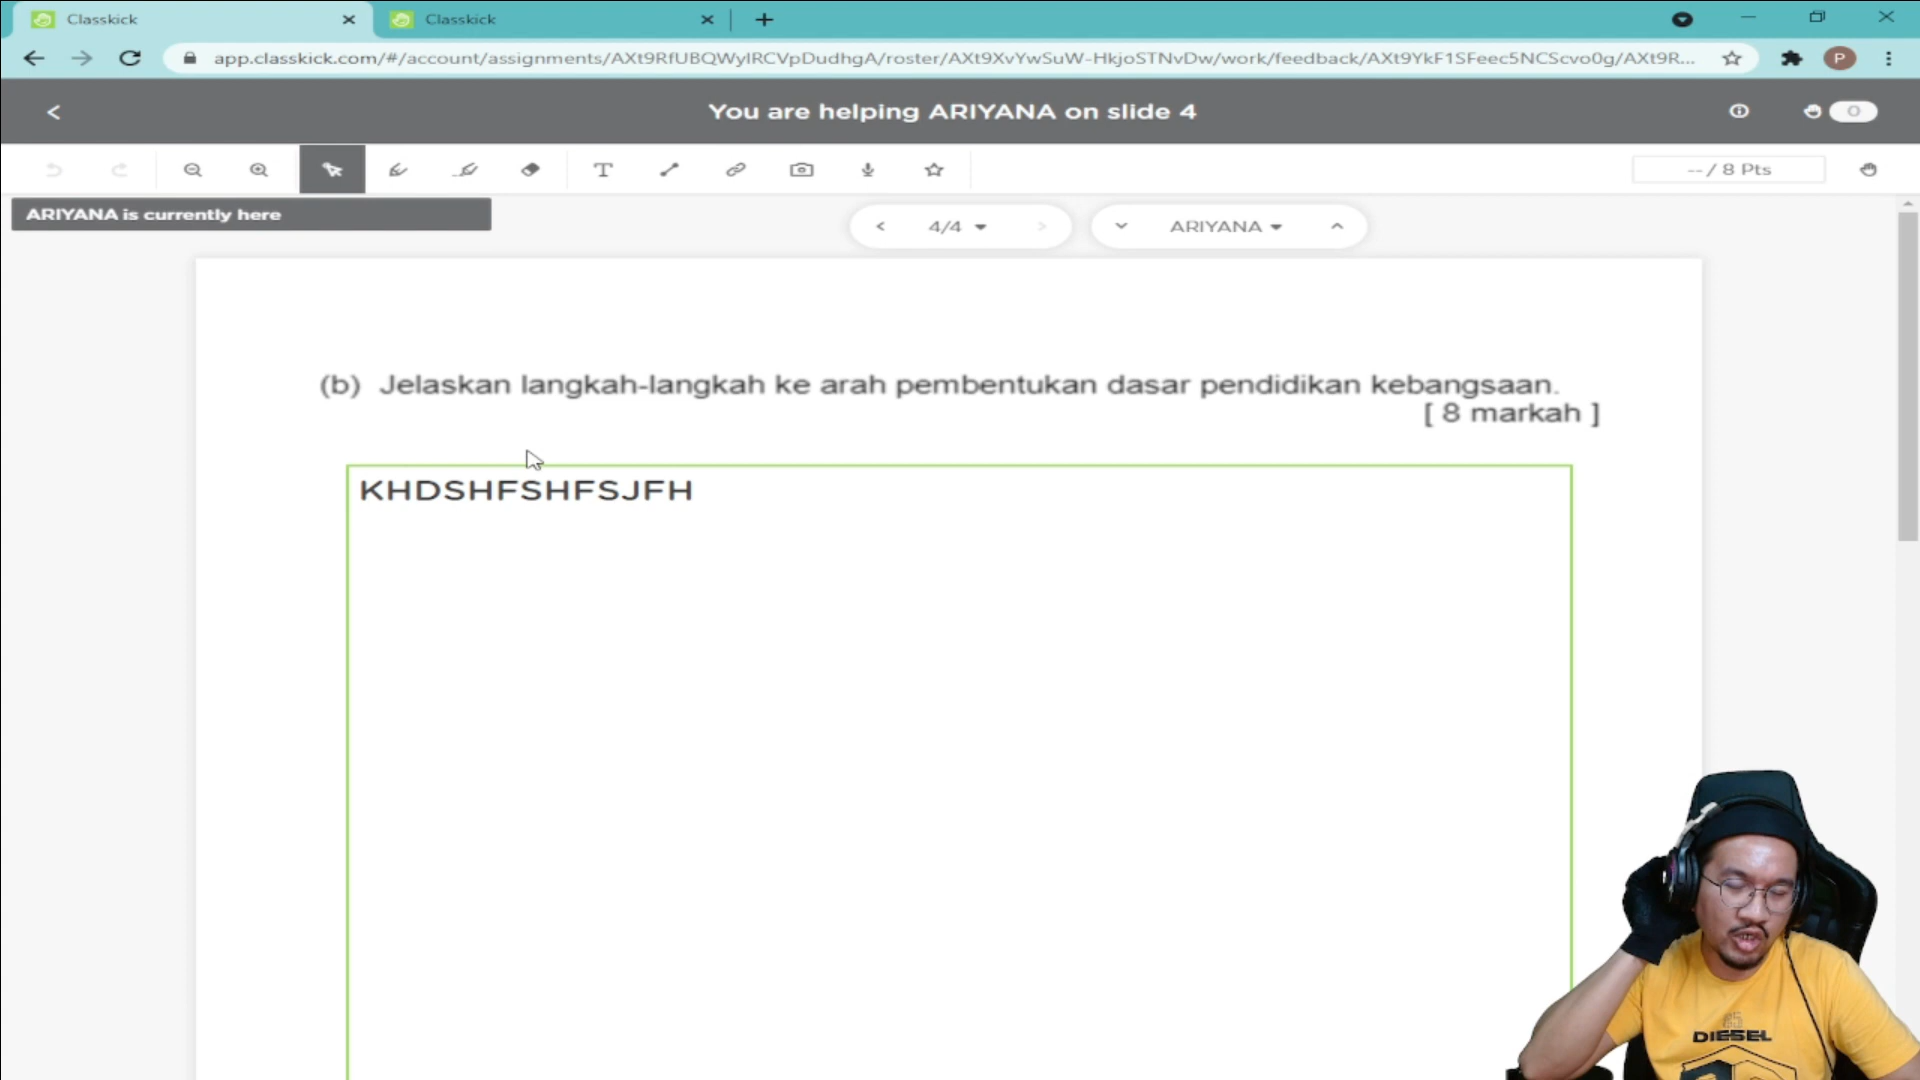 Classkick
Classkick
app.classkick.com/#/account/assignments/AXt9RfUBQWyIRCVpDudhgA/roster/AXt9XvYwSuW-HkjoSTNvDw/work/feedback/AXt9YkF1SFeec5NCScvo0g/AXt9R...
P
You are helping ARIYANA on slide 4
0
T
-- / 8 Pts
ARIYANA is currently here
4/4
ARIYANA
(b) Jelaskan langkah-langkah ke arah pembentukan dasar pendidikan kebangsaan.
[ 8 markah ]
KHDSHFSHFSJFH
DIESEL